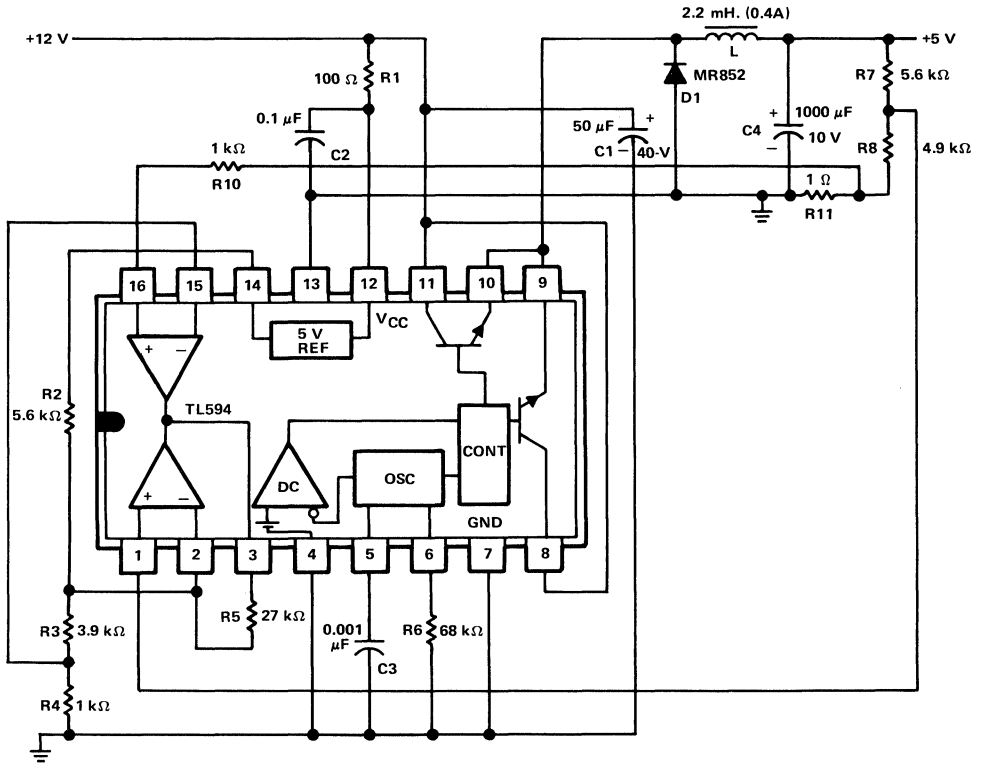 2.2 mH. (0.4A)
+12 V
L
+5 V
100 Ω R1
MR852
D1
R7 5.6 kΩ
0.1 µF
C2
50 µF +
C1 − 40-V
+ 1000 µF
C4 10 V
−
R8 4.9 kΩ
1 kΩ
R10
1 Ω
R11
16 15 14 13 12 11 10 9
VCC
5 V
REF
+ −
R2
5.6 kΩ
TL594
CONT
OSC
DC
+ −
GND
1 2 3 4 5 6 7 8
R5 27 kΩ
R3 3.9 kΩ
0.001
µF
C3
R6 68 kΩ
R4 1 kΩ